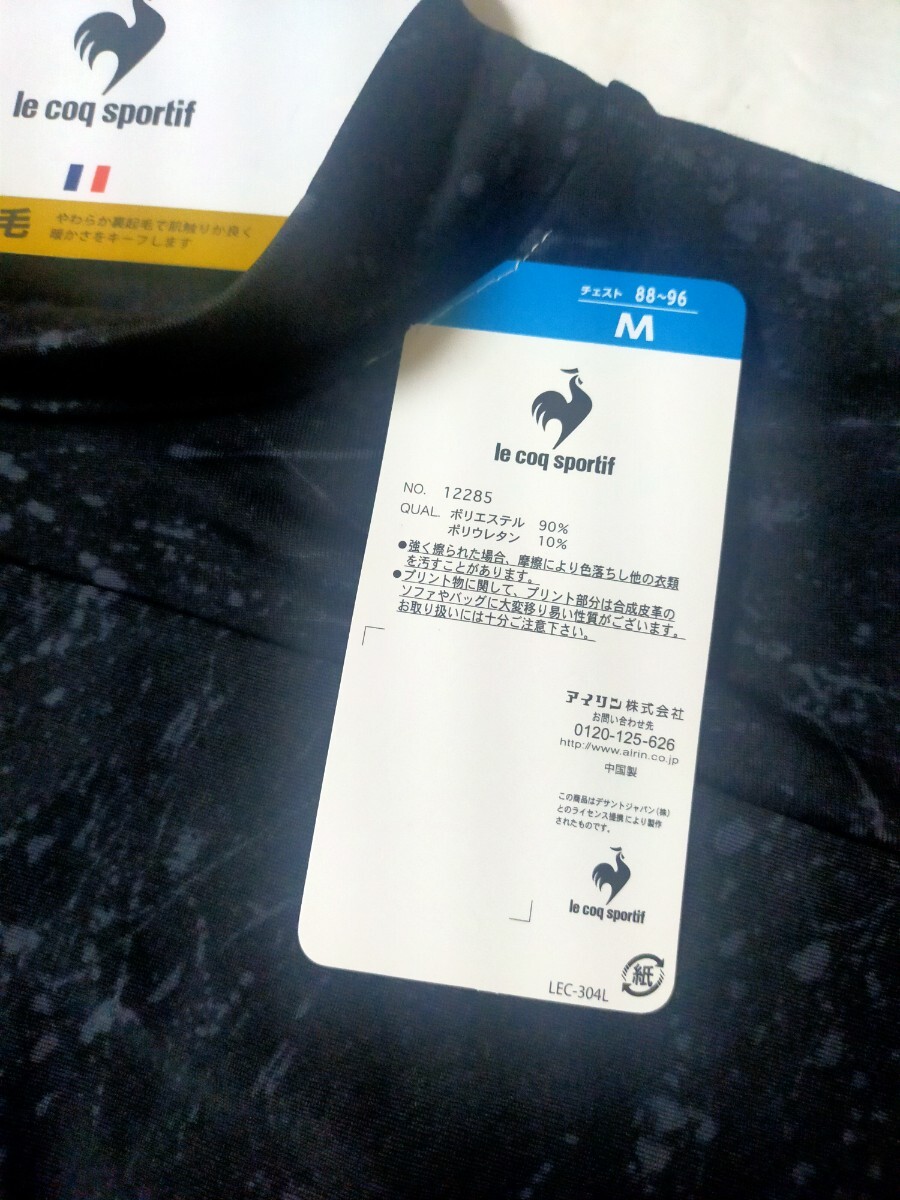 le coq sportif
毛
やわらか裏起毛で肌触りが良く
暖かさをキープします
チェスト 88~96
M
le coq sportif
NO. 12285
QUAL. ポリエステル 90%
ポリウレタン 10%
●強く擦られた場合、摩擦により色落ちし他の衣類
を汚すことがあります。
●プリント物に関して、プリント部分は合成皮革の
ソファやバッグに大変移り易い性質がございます。
お取り扱いには十分ご注意下さい。
アイリン株式会社
お問い合わせ先
0120-125-626
http://www.airin.co.jp
中国製
この商品はデサントジャパン(株)
とのライセンス提携により製作
されたものです。
le coq sportif
紙
LEC-304L